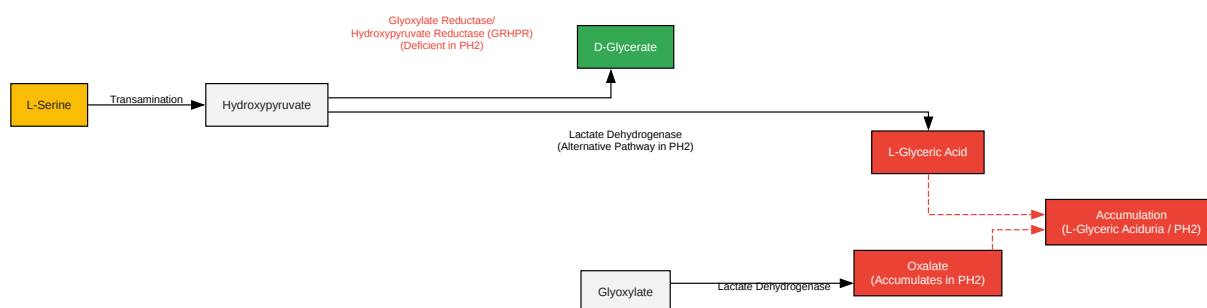 Glyoxylate Reductase/
Hydroxypyruvate Reductase (GRHPR)
(Deficient in PH2)
D-Glycerate
L-Serine
Transamination
Hydroxypyruvate
Lactate Dehydrogenase
(Alternative Pathway in PH2)
L-Glyceric Acid
Accumulation
(L-Glyceric Aciduria / PH2)
Oxalate
(Accumulates in PH2)
Glyoxylate
Lactate Dehydrogenase